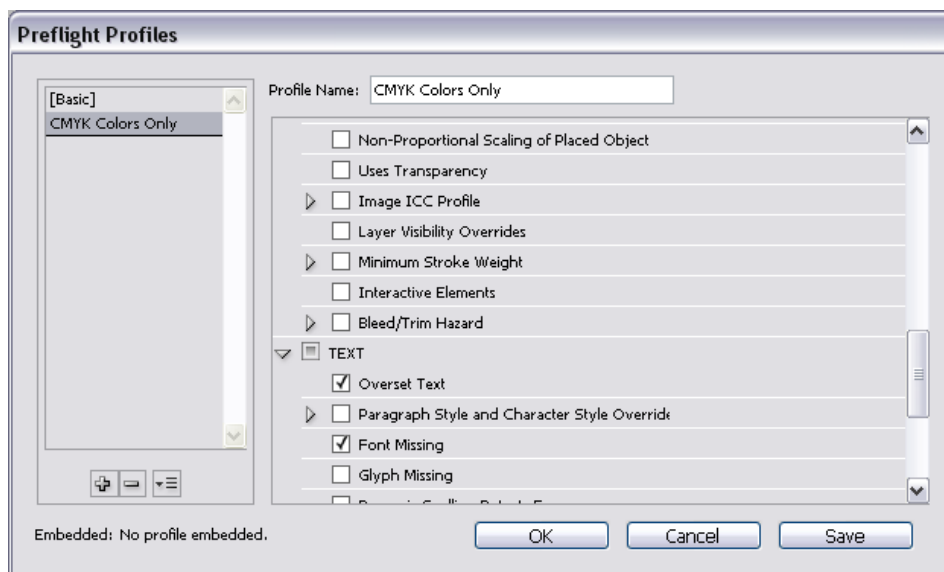 Preflight Profiles
[Basic]
CMYK Colors Only
Profile Name: CMYK Colors Only
Non-Proportional Scaling of Placed Object
Uses Transparency
Image ICC Profile
Layer Visibility Overrides
Minimum Stroke Weight
Interactive Elements
Bleed/Trim Hazard
TEXT
Overset Text
Paragraph Style and Character Style Override
Font Missing
Glyph Missing
Embedded: No profile embedded.
OK Cancel Save